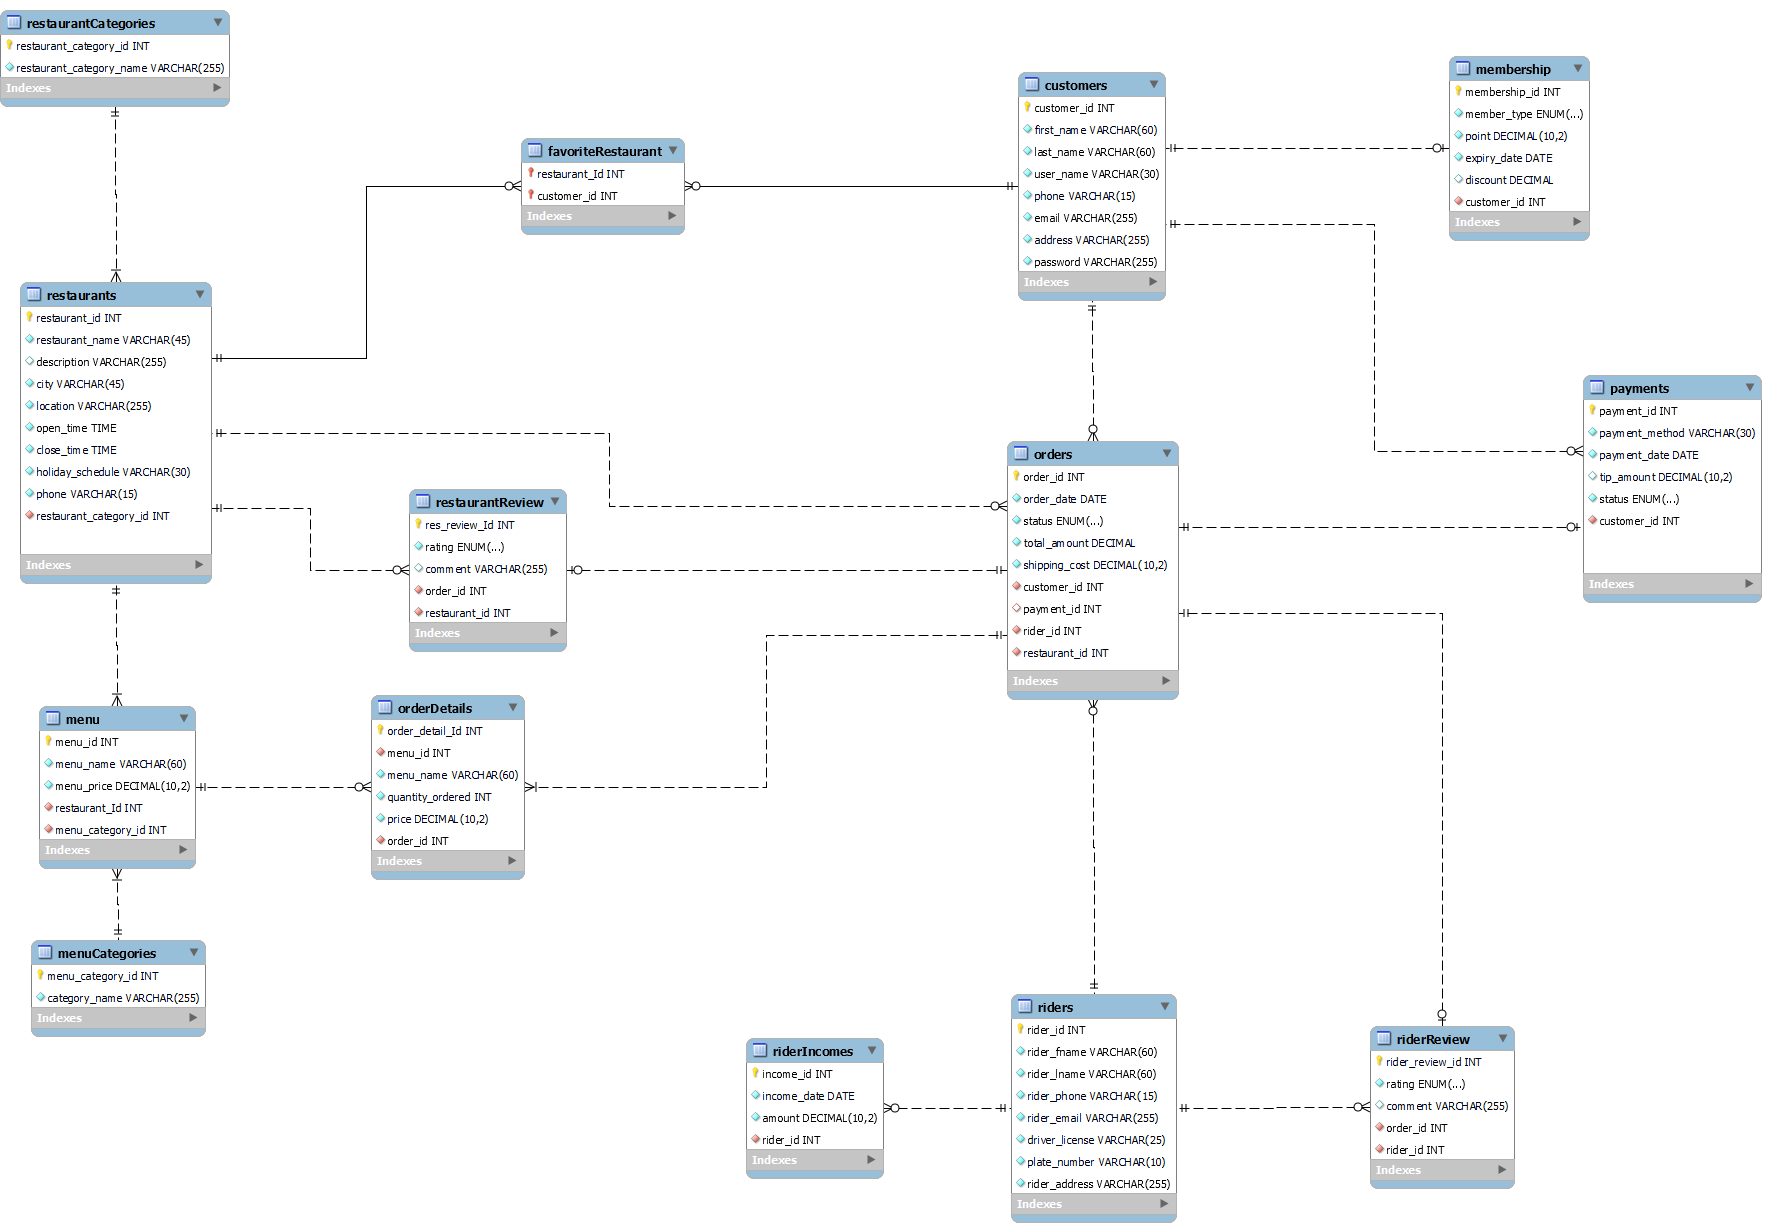 restaurantCategories
restaurant_category_id INT
restaurant_category_name VARCHAR(255)
Indexes
customers
customer_id INT
first_name VARCHAR(60)
last_name VARCHAR(60)
user_name VARCHAR(30)
phone VARCHAR(15)
email VARCHAR(255)
address VARCHAR(255)
password VARCHAR(255)
Indexes
membership
membership_id INT
member_type ENUM(...)
point DECIMAL(10,2)
expiry_date DATE
discount DECIMAL
customer_id INT
Indexes
favoriteRestaurant
restaurant_Id INT
customer_id INT
Indexes
restaurants
restaurant_id INT
restaurant_name VARCHAR(45)
description VARCHAR(255)
city VARCHAR(45)
location VARCHAR(255)
open_time TIME
close_time TIME
holiday_schedule VARCHAR(30)
phone VARCHAR(15)
restaurant_category_id INT
Indexes
payments
payment_id INT
payment_method VARCHAR(30)
payment_date DATE
tip_amount DECIMAL(10,2)
status ENUM(...)
customer_id INT
Indexes
orders
order_id INT
order_date DATE
status ENUM(...)
total_amount DECIMAL
shipping_cost DECIMAL(10,2)
customer_id INT
payment_id INT
rider_id INT
restaurant_id INT
Indexes
restaurantReview
res_review_Id INT
rating ENUM(...)
comment VARCHAR(255)
order_id INT
restaurant_id INT
Indexes
menu
menu_id INT
menu_name VARCHAR(60)
menu_price DECIMAL(10,2)
restaurant_Id INT
menu_category_id INT
Indexes
orderDetails
order_detail_Id INT
menu_id INT
menu_name VARCHAR(60)
quantity_ordered INT
price DECIMAL(10,2)
order_id INT
Indexes
menuCategories
menu_category_id INT
category_name VARCHAR(255)
Indexes
riderIncomes
income_id INT
income_date DATE
amount DECIMAL(10,2)
rider_id INT
Indexes
riders
rider_id INT
rider_fname VARCHAR(60)
rider_lname VARCHAR(60)
rider_phone VARCHAR(15)
rider_email VARCHAR(255)
driver_license VARCHAR(25)
plate_number VARCHAR(10)
rider_address VARCHAR(255)
Indexes
riderReview
rider_review_id INT
rating ENUM(...)
comment VARCHAR(255)
order_id INT
rider_id INT
Indexes